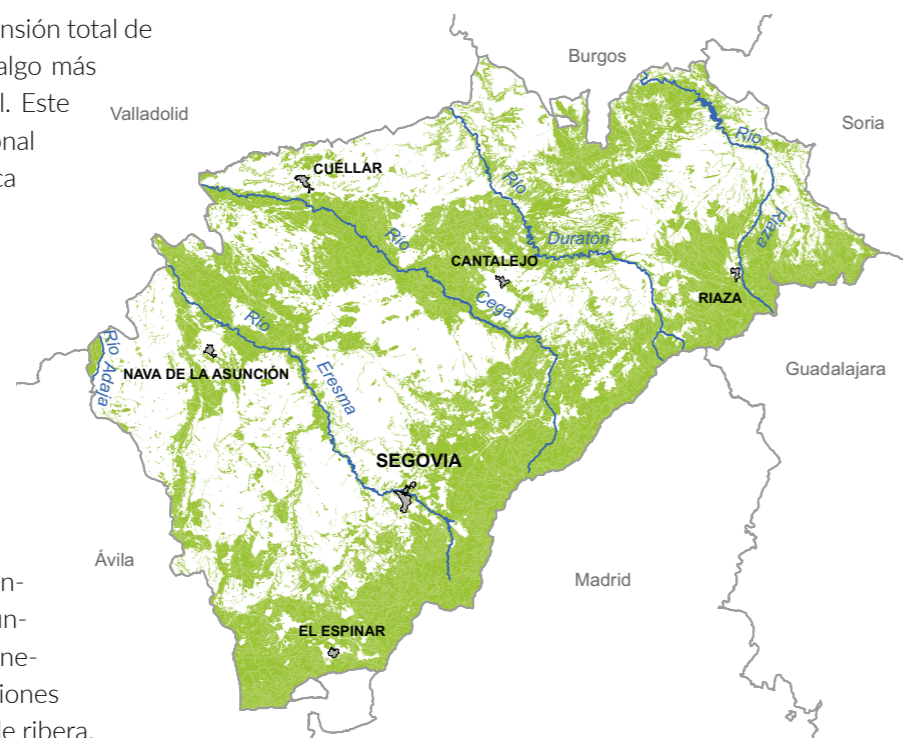 nsión total de
algo más
l. Este
onal
ca
Burgos
Valladolid
Soria
CUÉLLAR
Río
Río
Río
Riaza
Duratón
CANTALEJO
RIAZA
Cega
Río
Río Adaja
NAVA DE LA ASUNCIÓN
Eresma
Guadalajara
SEGOVIA
Ávila
Madrid
EL ESPINAR
n-
un-
ne-
iones
de ribera.